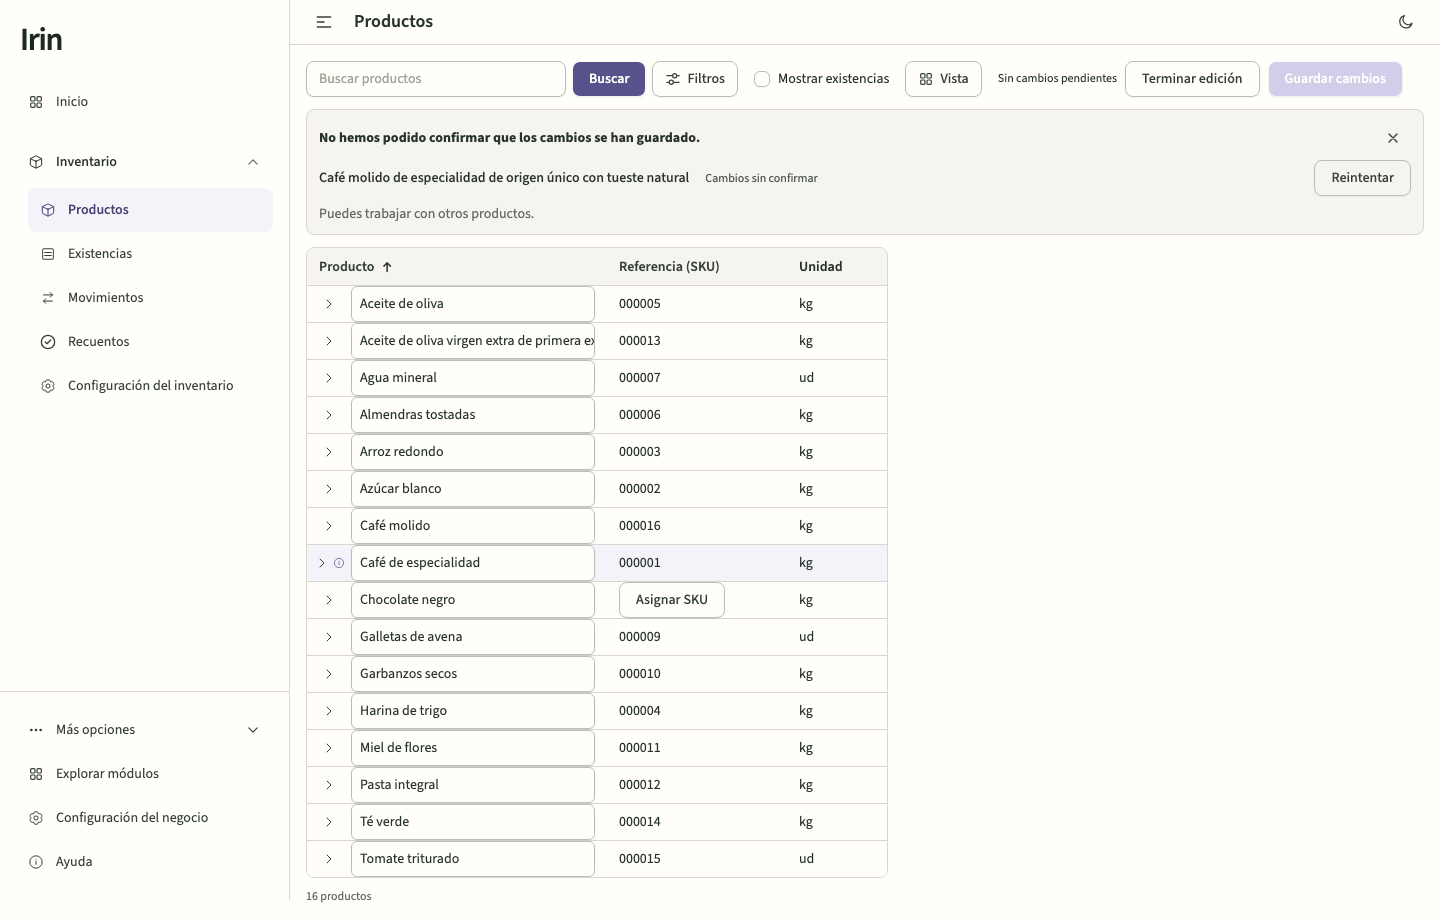 Irin
Productos
Inicio
Inventario
Productos
Existencias
Movimientos
Recuentos
Configuración del inventario
Más opciones
Explorar módulos
Configuración del negocio
Ayuda
Buscar productos Buscar Filtros Mostrar existencias Vista Sin cambios pendientes Terminar edición Guardar cambios
No hemos podido confirmar que los cambios se han guardado.
Café molido de especialidad de origen único con tueste natural Cambios sin confirmar Reintentar
Puedes trabajar con otros productos.
Producto Referencia (SKU) Unidad
Aceite de oliva 000005 kg
Aceite de oliva virgen extra de primera ex 000013 kg
Agua mineral 000007 ud
Almendras tostadas 000006 kg
Arroz redondo 000003 kg
Azúcar blanco 000002 kg
Café molido 000016 kg
Café de especialidad 000001 kg
Chocolate negro Asignar SKU kg
Galletas de avena 000009 ud
Garbanzos secos 000010 kg
Harina de trigo 000004 kg
Miel de flores 000011 kg
Pasta integral 000012 kg
Té verde 000014 kg
Tomate triturado 000015 ud
16 productos